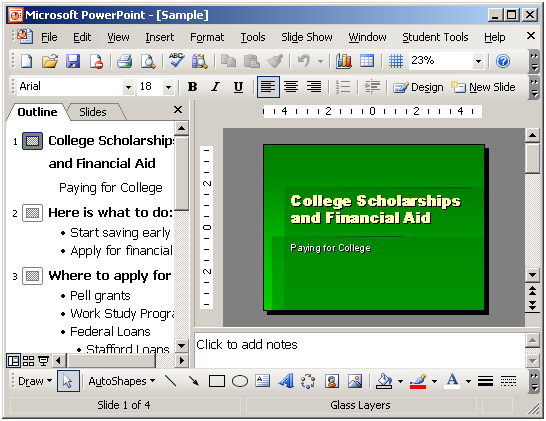 Microsoft PowerPoint - [Sample]
File Edit View Insert Format Tools Slide Show Window Student Tools Help
23%
Arial 18 B I U Design New Slide
Outline Slides
4 2 0 2 4
1 College Scholarships
and Financial Aid
Paying for College
2 Here is what to do:
• Start saving early
• Apply for financial
3 Where to apply for
• Pell grants
• Work Study Progra
• Federal Loans
• Stafford Loans
2
0
2
College Scholarships
and Financial Aid
Paying for College
Click to add notes
Draw AutoShapes
Slide 1 of 4 Glass Layers